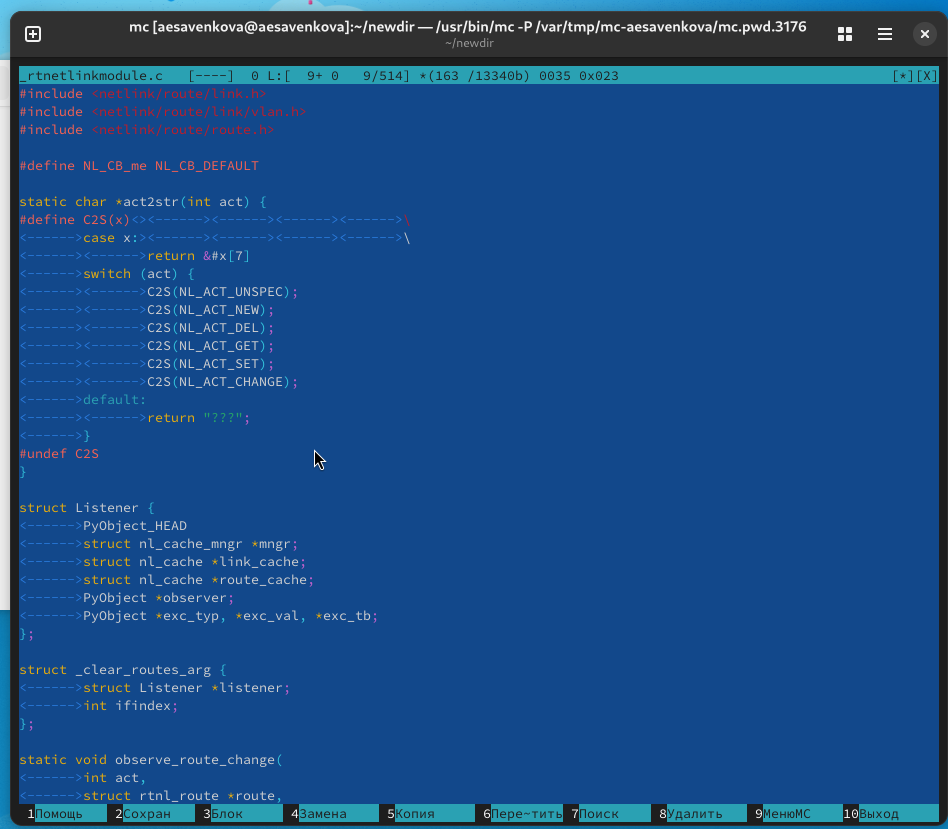 mc [aesavenkova@aesavenkova]:~/newdir — /usr/bin/mc -P /var/tmp/mc-aesavenkova/mc.pwd.3176
~/newdir
_rtnetlinkmodule.c   [----]  0 L:[  9+ 0   9/514] *(163 /13340b) 0035 0x023                                  [*][X]
#include <netlink/route/link.h>
#include <netlink/route/link/vlan.h>
#include <netlink/route/route.h>

#define NL_CB_me NL_CB_DEFAULT

static char *act2str(int act) {
#define C2S(x)<><------><------><------><------>\
<------>case x:><------><------><------><------>\
<------><------>return &#x[7]
<------>switch (act) {
<------><------>C2S(NL_ACT_UNSPEC);
<------><------>C2S(NL_ACT_NEW);
<------><------>C2S(NL_ACT_DEL);
<------><------>C2S(NL_ACT_GET);
<------><------>C2S(NL_ACT_SET);
<------><------>C2S(NL_ACT_CHANGE);
<------>default:
<------><------>return "???";
<------>}
#undef C2S
}

struct Listener {
<------>PyObject_HEAD
<------>struct nl_cache_mngr *mngr;
<------>struct nl_cache *link_cache;
<------>struct nl_cache *route_cache;
<------>PyObject *observer;
<------>PyObject *exc_typ, *exc_val, *exc_tb;
};

struct _clear_routes_arg {
<------>struct Listener *listener;
<------>int ifindex;
};

static void observe_route_change(
<------>int act,
<------>struct rtnl_route *route,
1Помощь 2Сохран 3Блок 4Замена 5Копия 6Пере~тить 7Поиск 8Удалить 9МенюMC 10Выход